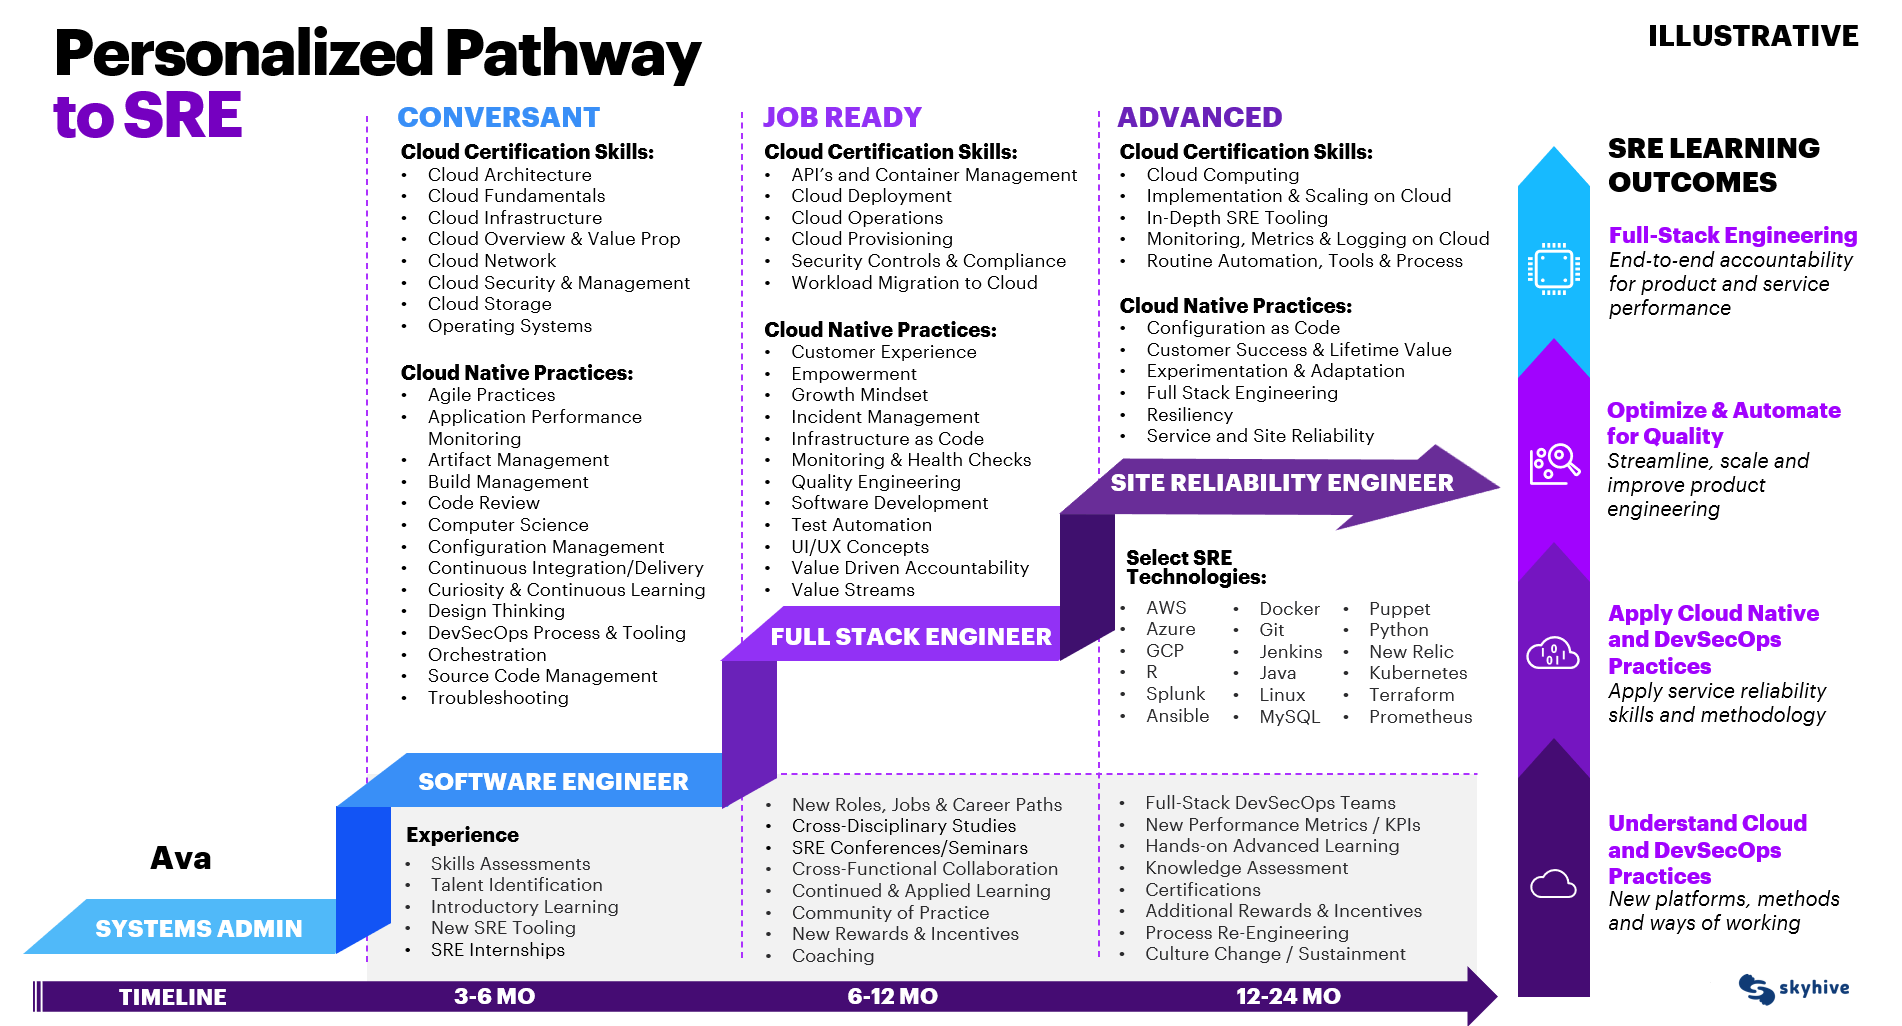 Personalized Pathway
to SRE
ILLUSTRATIVE
CONVERSANT
Cloud Certification Skills:
• Cloud Architecture
• Cloud Fundamentals
• Cloud Infrastructure
• Cloud Overview & Value Prop
• Cloud Network
• Cloud Security & Management
• Cloud Storage
• Operating Systems
Cloud Native Practices:
• Agile Practices
• Application Performance
Monitoring
• Artifact Management
• Build Management
• Code Review
• Computer Science
• Configuration Management
• Continuous Integration/Delivery
• Curiosity & Continuous Learning
• Design Thinking
• DevSecOps Process & Tooling
• Orchestration
• Source Code Management
• Troubleshooting
SOFTWARE ENGINEER
Experience
• Skills Assessments
• Talent Identification
• Introductory Learning
• New SRE Tooling
• SRE Internships
JOB READY
Cloud Certification Skills:
• API's and Container Management
• Cloud Deployment
• Cloud Operations
• Cloud Provisioning
• Security Controls & Compliance
• Workload Migration to Cloud
Cloud Native Practices:
• Customer Experience
• Empowerment
• Growth Mindset
• Incident Management
• Infrastructure as Code
• Monitoring & Health Checks
• Quality Engineering
• Software Development
• Test Automation
• UI/UX Concepts
• Value Driven Accountability
• Value Streams
FULL STACK ENGINEER
• New Roles, Jobs & Career Paths
• Cross-Disciplinary Studies
• SRE Conferences/Seminars
• Cross-Functional Collaboration
• Continued & Applied Learning
• Community of Practice
• New Rewards & Incentives
• Coaching
ADVANCED
Cloud Certification Skills:
• Cloud Computing
• Implementation & Scaling on Cloud
• In-Depth SRE Tooling
• Monitoring, Metrics & Logging on Cloud
• Routine Automation, Tools & Process
Cloud Native Practices:
• Configuration as Code
• Customer Success & Lifetime Value
• Experimentation & Adaptation
• Full Stack Engineering
• Resiliency
• Service and Site Reliability
SITE RELIABILITY ENGINEER
Select SRE
Technologies:
• AWS
• Azure
• GCP
• R
• Splunk
• Ansible
• Docker
• Git
• Jenkins
• Java
• Linux
• MySQL
• Puppet
• Python
• New Relic
• Kubernetes
• Terraform
• Prometheus
• Full-Stack DevSecOps Teams
• New Performance Metrics / KPIs
• Hands-on Advanced Learning
• Knowledge Assessment
• Certifications
• Additional Rewards & Incentives
• Process Re-Engineering
• Culture Change / Sustainment
Ava
SYSTEMS ADMIN
TIMELINE
3-6 MO
6-12 MO
12-24 MO
SRE LEARNING
OUTCOMES
Full-Stack Engineering
End-to-end accountability
for product and service
performance
Optimize & Automate
for Quality
Streamline, scale and
improve product
engineering
Apply Cloud Native
and DevSecOps
Practices
Apply service reliability
skills and methodology
Understand Cloud
and DevSecOps
Practices
New platforms, methods
and ways of working
skyhive